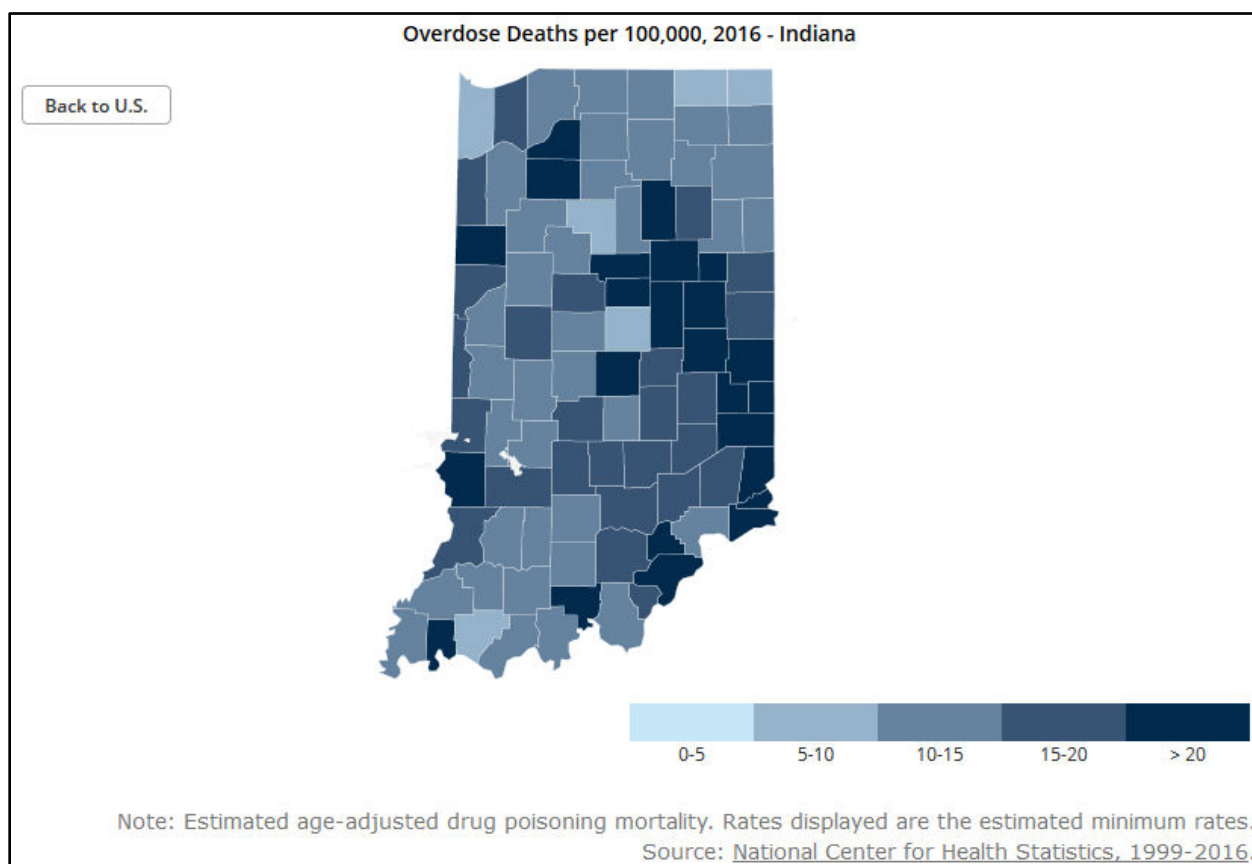 Overdose Deaths per 100,000, 2016 - Indiana
Back to U.S.
0-5 5-10 10-15 15-20 > 20
Note: Estimated age-adjusted drug poisoning mortality. Rates displayed are the estimated minimum rates.
Source: National Center for Health Statistics, 1999-2016.